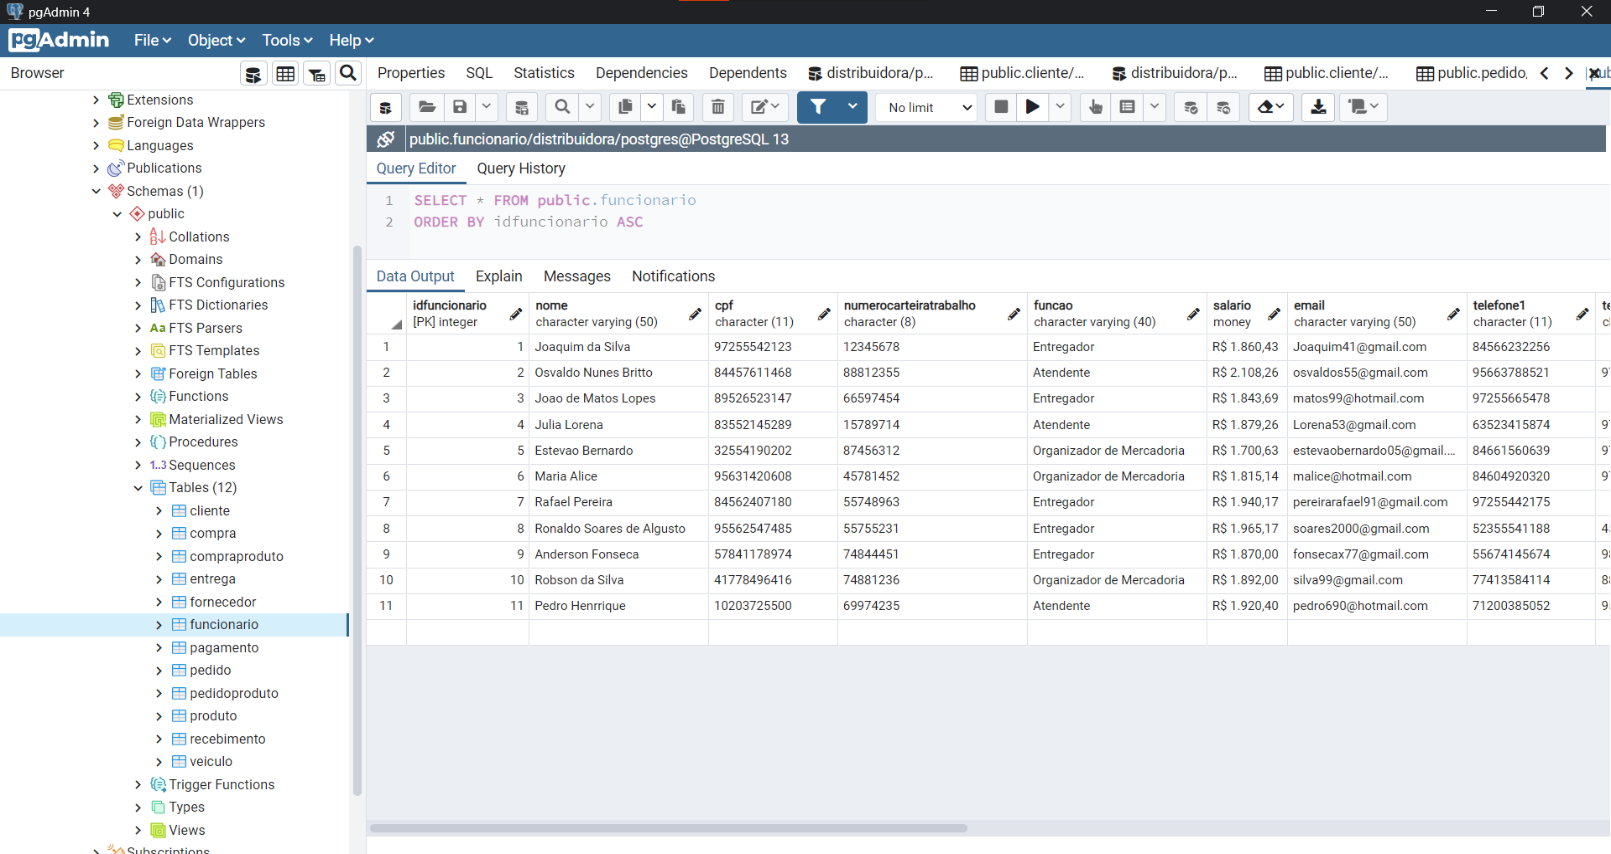 pgAdmin 4
pgAdmin File Object Tools Help
Browser
Properties SQL Statistics Dependencies Dependents distribuidora/p... public.cliente/... distribuidora/p... public.cliente/... public.pedido,
No limit
public.funcionario/distribuidora/postgres@PostgreSQL 13
Query Editor Query History
1 SELECT * FROM public.funcionario
2 ORDER BY idfuncionario ASC
Data Output Explain Messages Notifications
idfuncionario nome cpf numerocarteiratrabalho funcao salario email telefone1
[PK] integer character varying (50) character (11) character (8) character varying (40) money character varying (50) character (11)
1 1 Joaquim da Silva 97255542123 12345678 Entregador R$ 1.860,43 Joaquim41@gmail.com 84566232256
2 2 Osvaldo Nunes Britto 84457611468 88812355 Atendente R$ 2.108,26 osvaldos55@gmail.com 95663788521
3 3 Joao de Matos Lopes 89526523147 66597454 Entregador R$ 1.843,69 matos99@hotmail.com 97255665478
4 4 Julia Lorena 83552145289 15789714 Atendente R$ 1.879,26 Lorena53@gmail.com 63523415874
5 5 Estevao Bernardo 32554190202 87456312 Organizador de Mercadoria R$ 1.700,63 estevaobernardo05@gmail.... 84661560639
6 6 Maria Alice 95631420608 45781452 Organizador de Mercadoria R$ 1.815,14 malice@hotmail.com 84604920320
7 7 Rafael Pereira 84562407180 55748963 Entregador R$ 1.940,17 pereirarafael91@gmail.com 97255442175
8 8 Ronaldo Soares de Algusto 95562547485 55755231 Entregador R$ 1.965,17 soares2000@gmail.com 52355541188
9 9 Anderson Fonseca 57841178974 74844451 Entregador R$ 1.870,00 fonsecax77@gmail.com 55674145674
10 10 Robson da Silva 41778496416 74881236 Organizador de Mercadoria R$ 1.892,00 silva99@gmail.com 77413584114
11 11 Pedro Henrrique 10203725500 69974235 Atendente R$ 1.920,40 pedro690@hotmail.com 71200385052
Extensions
Foreign Data Wrappers
Languages
Publications
Schemas (1)
public
Collations
Domains
FTS Configurations
FTS Dictionaries
Aa FTS Parsers
FTS Templates
Foreign Tables
Functions
Materialized Views
Procedures
1..3 Sequences
Tables (12)
cliente
compra
compraproduto
entrega
fornecedor
funcionario
pagamento
pedido
pedidoproduto
produto
recebimento
veiculo
Trigger Functions
Types
Views
Subscriptions